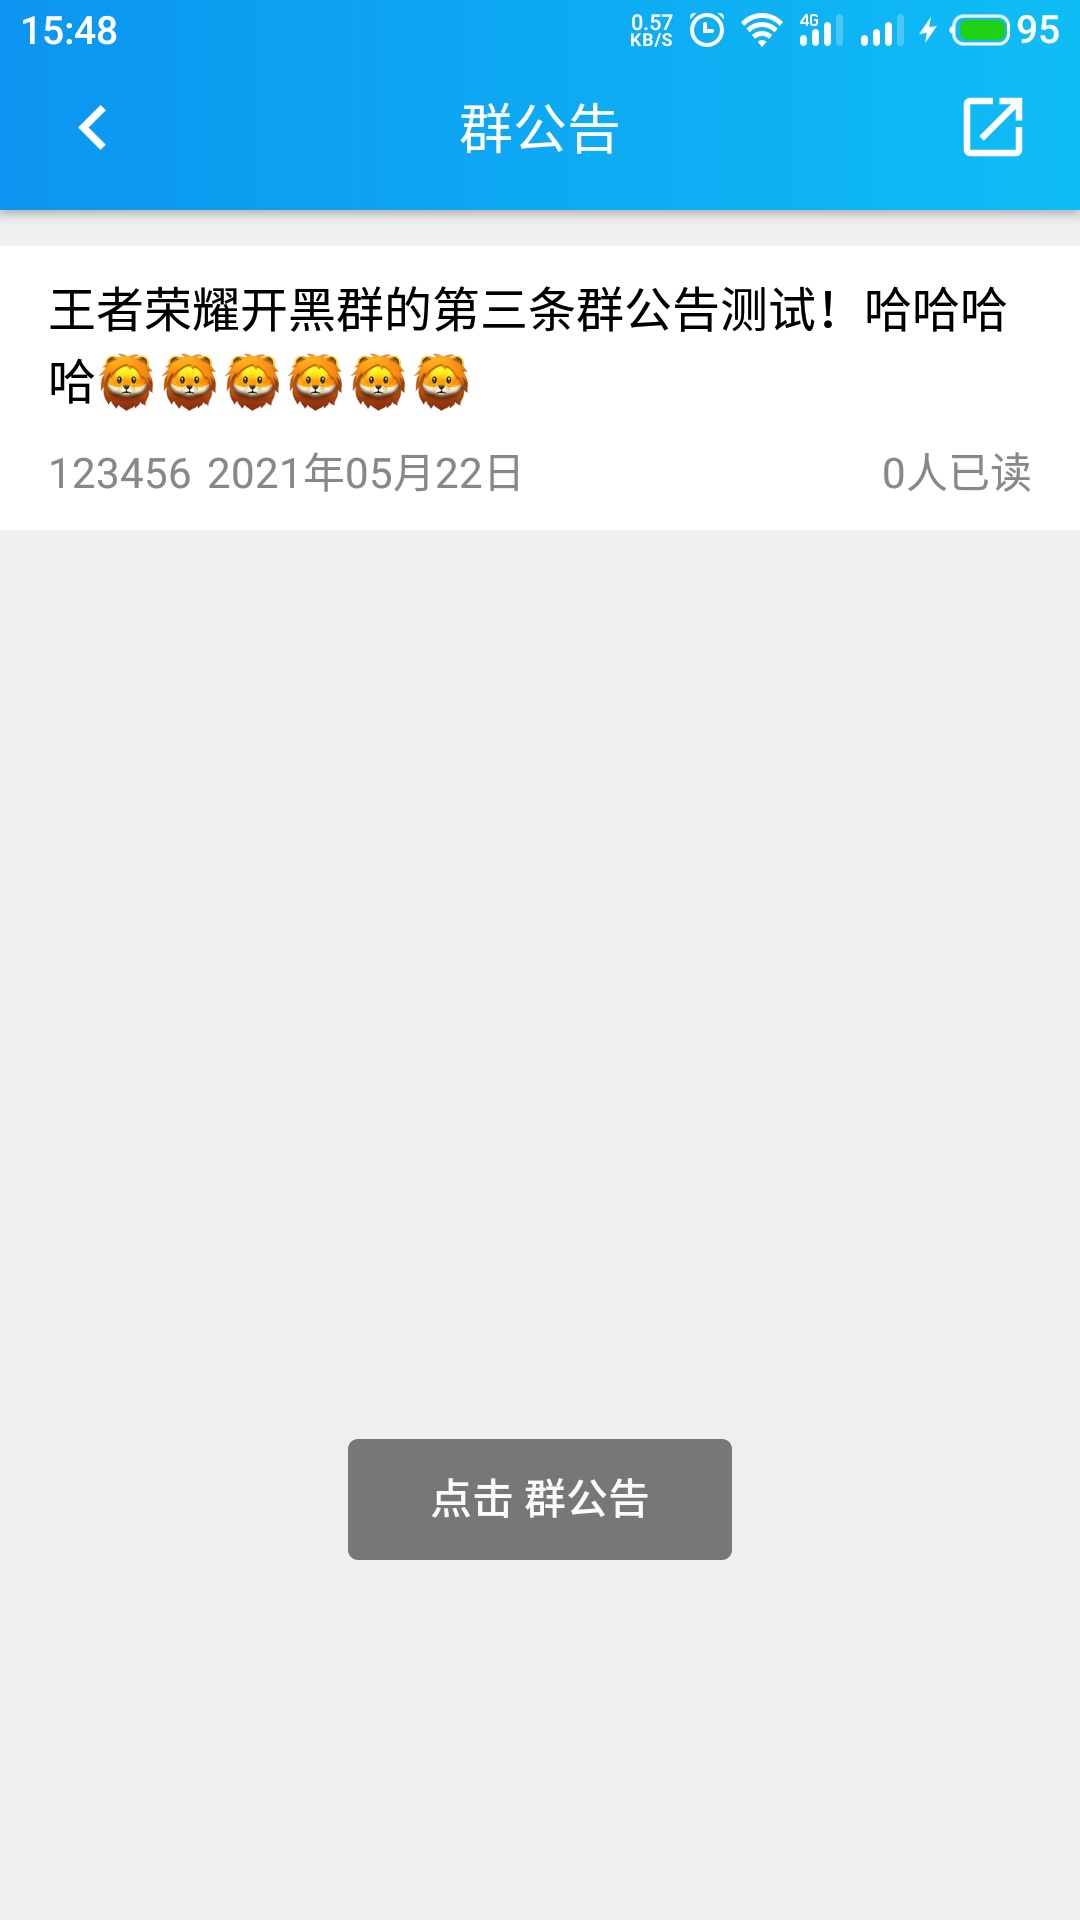 15:48
0.57
KB/S
4G
95
群公告
王者荣耀开黑群的第三条群公告测试！哈哈哈
哈🦁🦁🦁🦁🦁🦁
123456 2021年05月22日
0人已读
点击 群公告